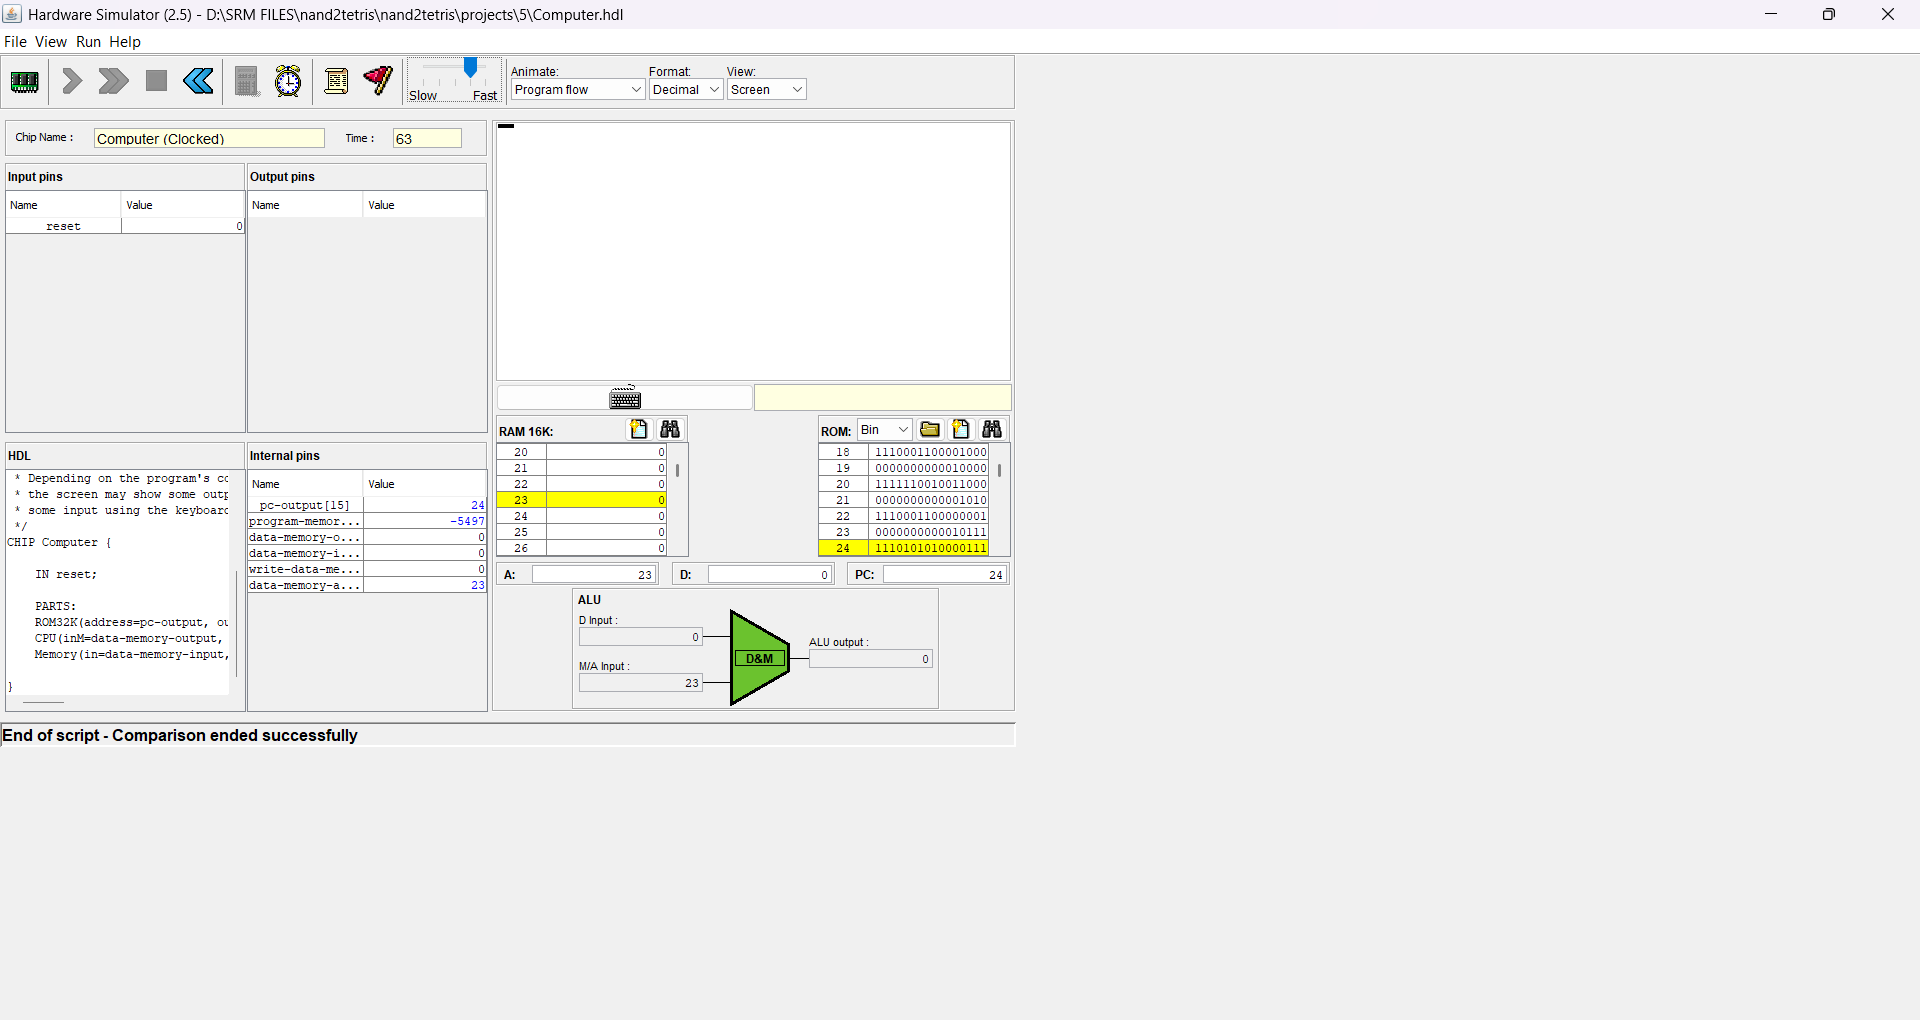 Hardware Simulator (2.5) - D:\SRM FILES\nand2tetris\nand2tetris\projects\5\Computer.hdl
File View Run Help
Animate: Format: View:
Slow Fast Program flow Decimal Screen
Chip Name : Computer (Clocked) Time : 63
Input pins
Name Value
reset 0
Output pins
Name Value
RAM 16K:
20 0
21 0
22 0
23 0
24 0
25 0
26 0
ROM: Bin
18 1110001100001000
19 0000000000010000
20 1111110010011000
21 0000000000001010
22 1110001100000001
23 0000000000010111
24 1110101010000111
HDL
* Depending on the program's co
* the screen may show some outp
* some input using the keyboard
*/
CHIP Computer {
IN reset;
PARTS:
ROM32K(address=pc-output, ou
CPU(inM=data-memory-output,
Memory(in=data-memory-input,
}
Internal pins
Name Value
pc-output[15] 24
program-memor... -5497
data-memory-o... 0
data-memory-i... 0
write-data-me... 0
data-memory-a... 23
A: 23 D: 0 PC: 24
ALU
D Input : 0
M/A Input : 23
D&M
ALU output : 0
End of script - Comparison ended successfully